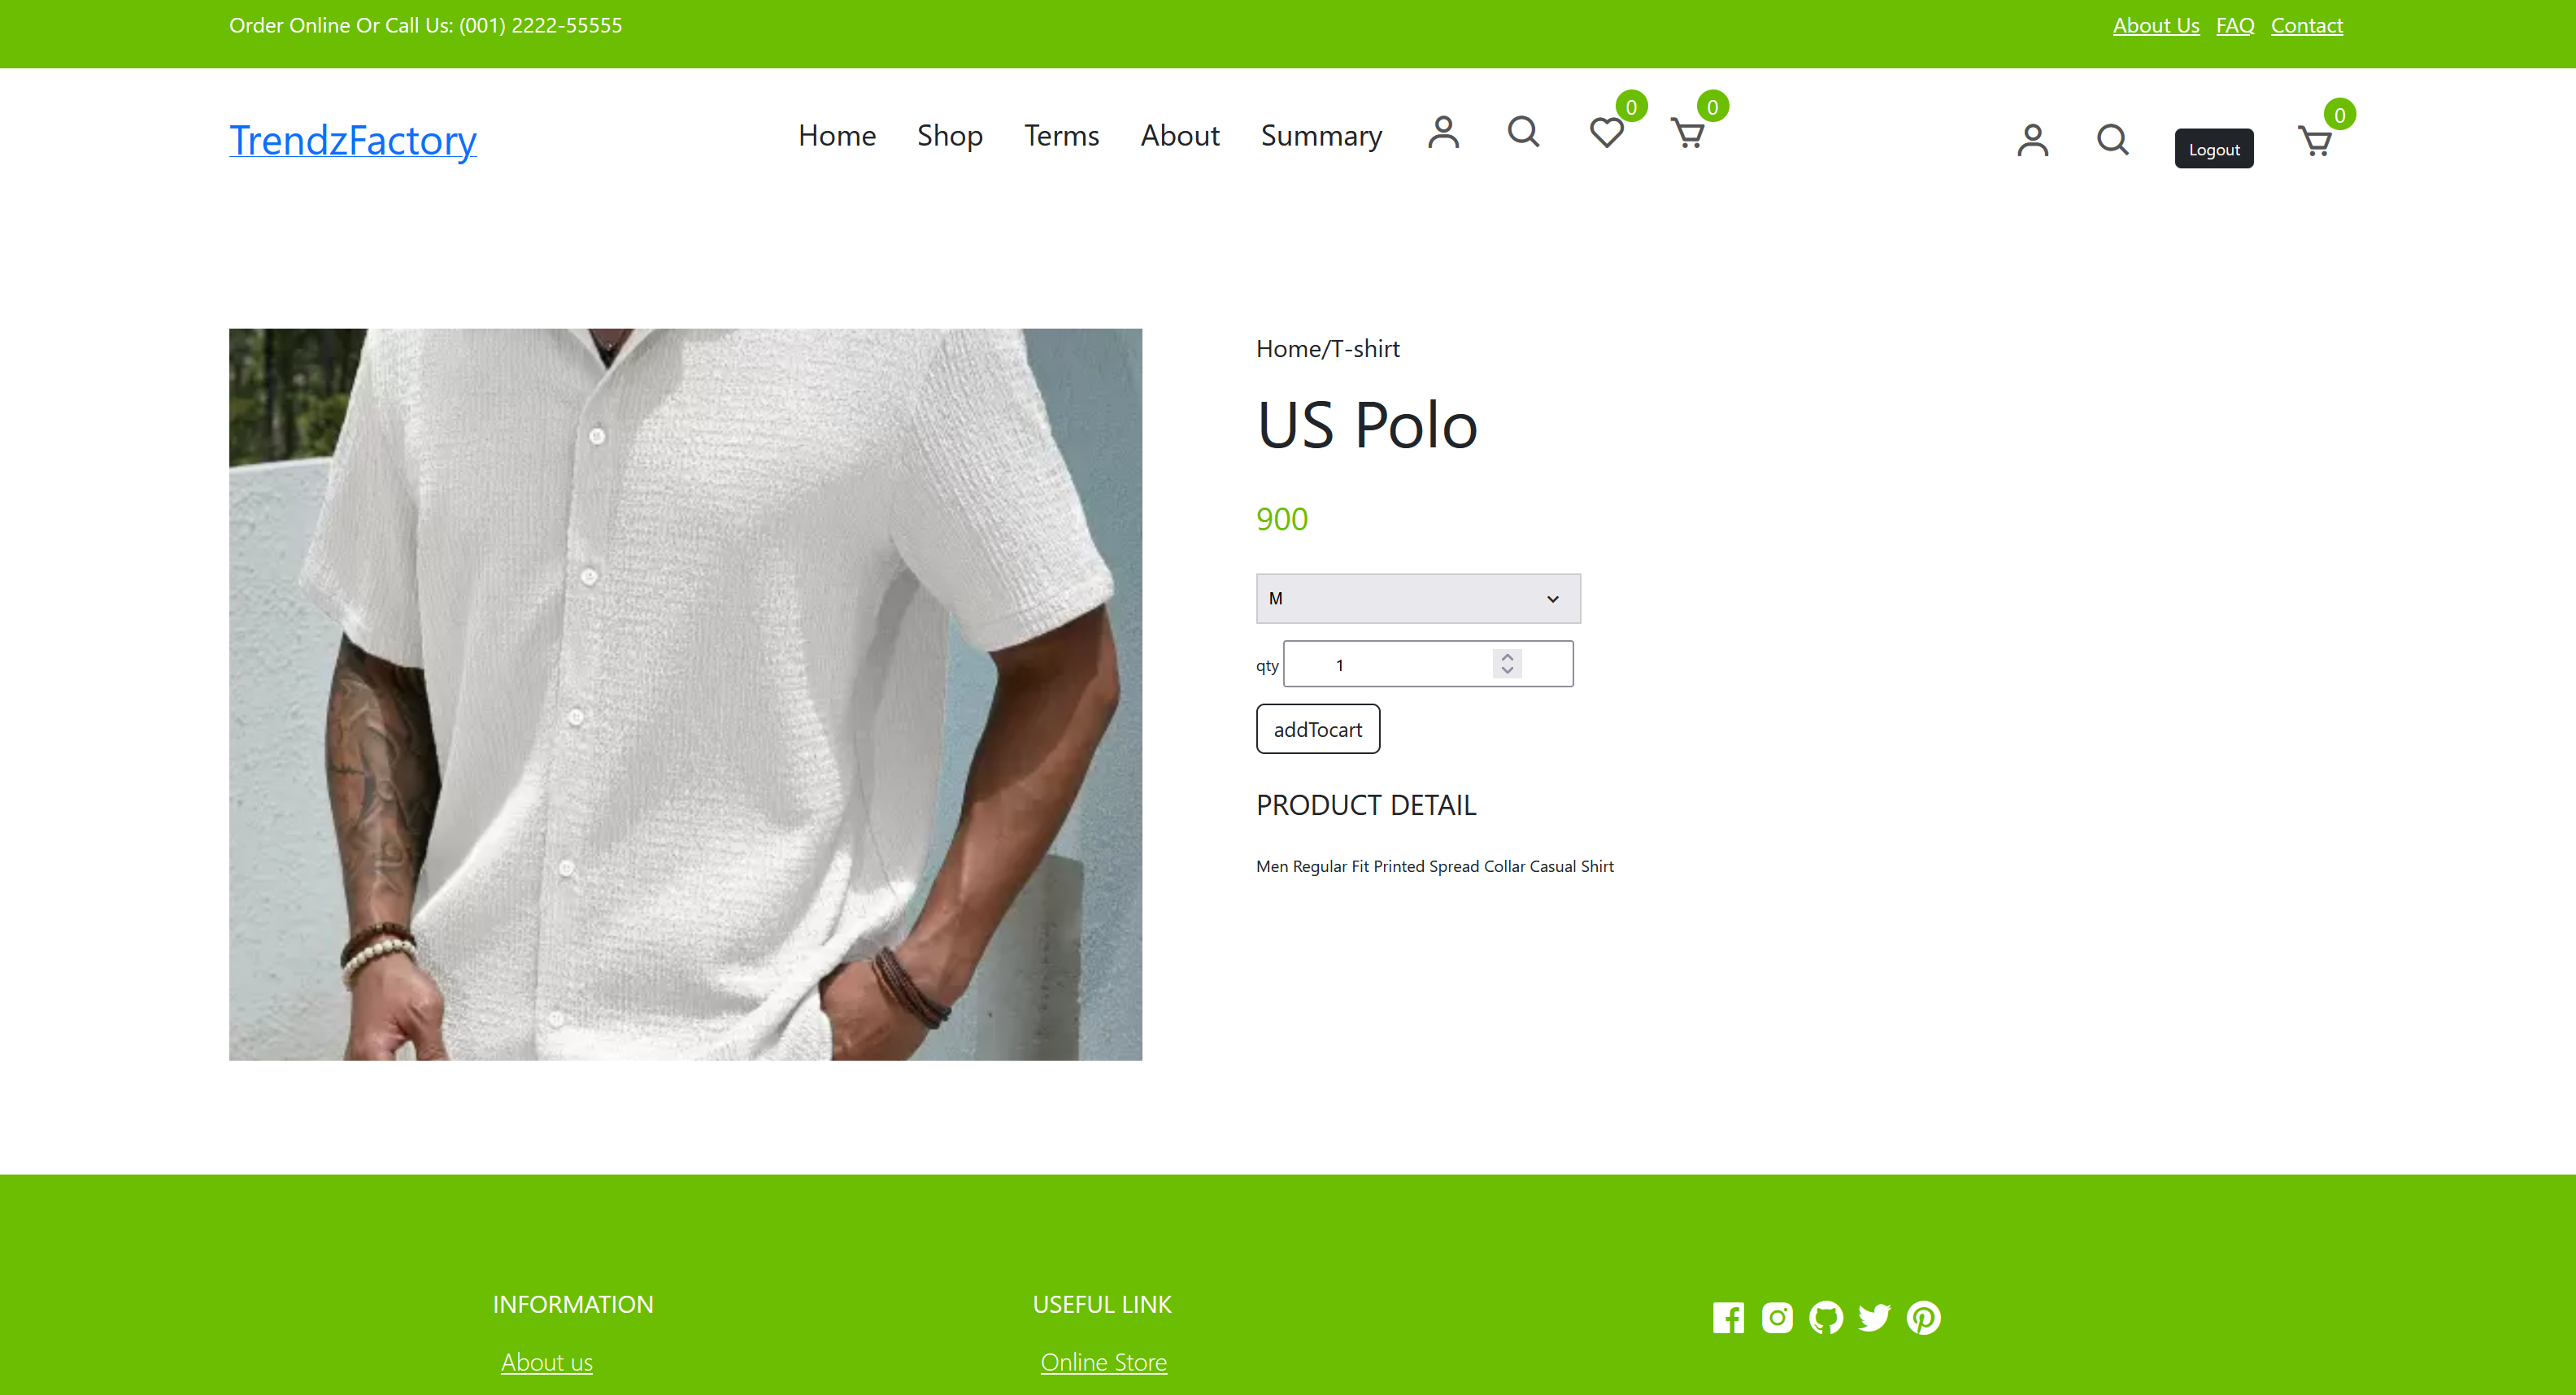 Order Online Or Call Us: (001) 2222-55555
About Us FAQ Contact
TrendzFactory
Home Shop Terms About Summary 0 0
Logout 0
Home/T-shirt
US Polo
900
M
qty 1
addTocart
PRODUCT DETAIL
Men Regular Fit Printed Spread Collar Casual Shirt
INFORMATION
USEFUL LINK
About us
Online Store